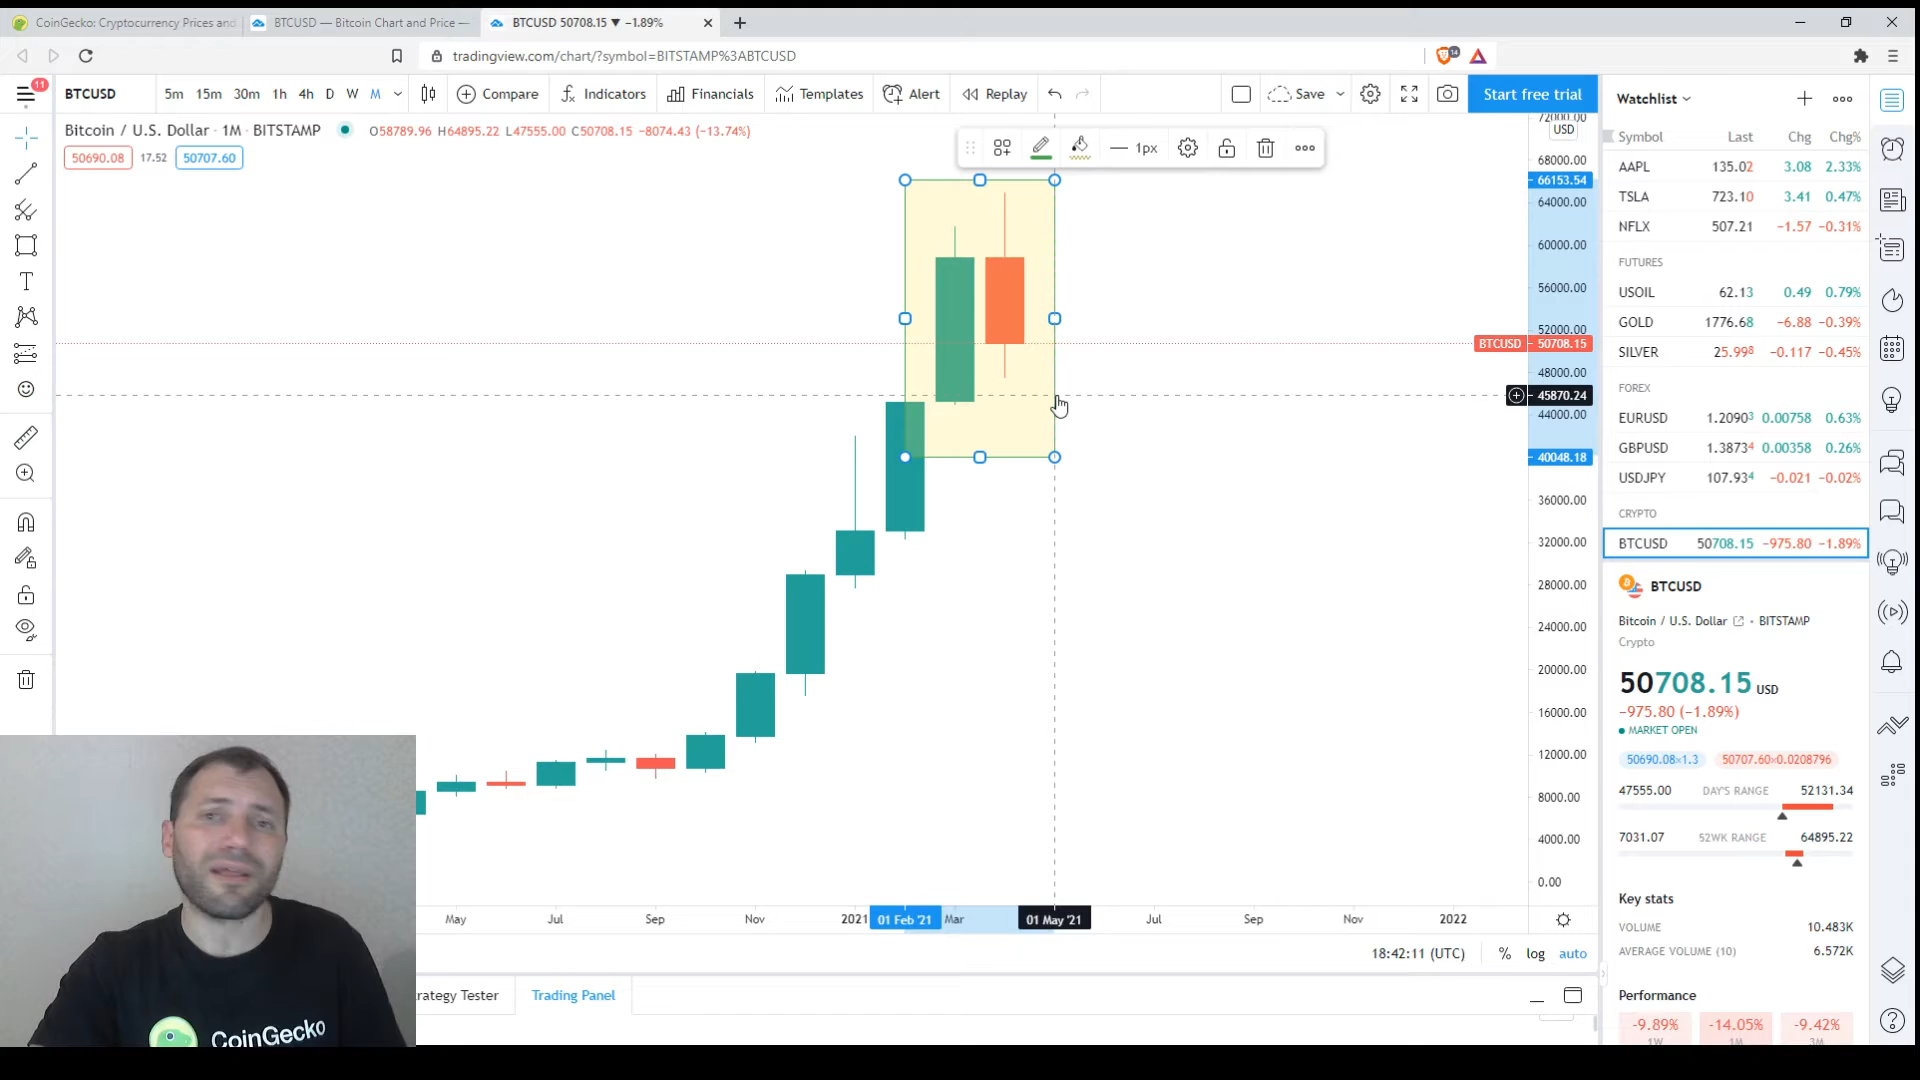 CoinGecko: Cryptocurrency Prices and
BTCUSD — Bitcoin Chart and Price —
BTCUSD 50708.15 ▼ −1.89%
tradingview.com/chart/?symbol=BITSTAMP%3ABTCUSD
14
11
BTCUSD
5m 15m 30m 1h 4h D W M
Compare
Indicators
Financials
Templates
Alert
Replay
Save
Start free trial
Bitcoin / U.S. Dollar · 1M · BITSTAMP
O58789.96 H64895.22 L47555.00 C50708.15 −8074.43 (−13.74%)
50690.08 17.52 50707.60
1px
72000.00
USD
68000.00
66153.54
64000.00
60000.00
56000.00
52000.00
BTCUSD 50708.15
48000.00
45870.24
44000.00
40048.18
36000.00
32000.00
28000.00
24000.00
20000.00
16000.00
12000.00
8000.00
4000.00
0.00
May Jul Sep Nov 2021 01 Feb '21 Mar 01 May '21 Jul Sep Nov 2022
18:42:11 (UTC) % log auto
rategy Tester
Trading Panel
Watchlist
Symbol Last Chg Chg%
AAPL 135.02 3.08 2.33%
TSLA 723.10 3.41 0.47%
NFLX 507.21 −1.57 −0.31%
FUTURES
USOIL 62.13 0.49 0.79%
GOLD 1776.68 −6.88 −0.39%
SILVER 25.998 −0.117 −0.45%
FOREX
EURUSD 1.20903 0.00758 0.63%
GBPUSD 1.38734 0.00358 0.26%
USDJPY 107.934 −0.021 −0.02%
CRYPTO
BTCUSD 50708.15 −975.80 −1.89%
BTCUSD
Bitcoin / U.S. Dollar • BITSTAMP
Crypto
50708.15 USD
−975.80 (−1.89%)
MARKET OPEN
50690.08×1.3 50707.60×0.0208796
47555.00 DAY'S RANGE 52131.34
7031.07 52WK RANGE 64895.22
Key stats
VOLUME 10.483K
AVERAGE VOLUME (10) 6.572K
Performance
-9.89% -14.05% -9.42%
1W 1M 3M
CoinGecko